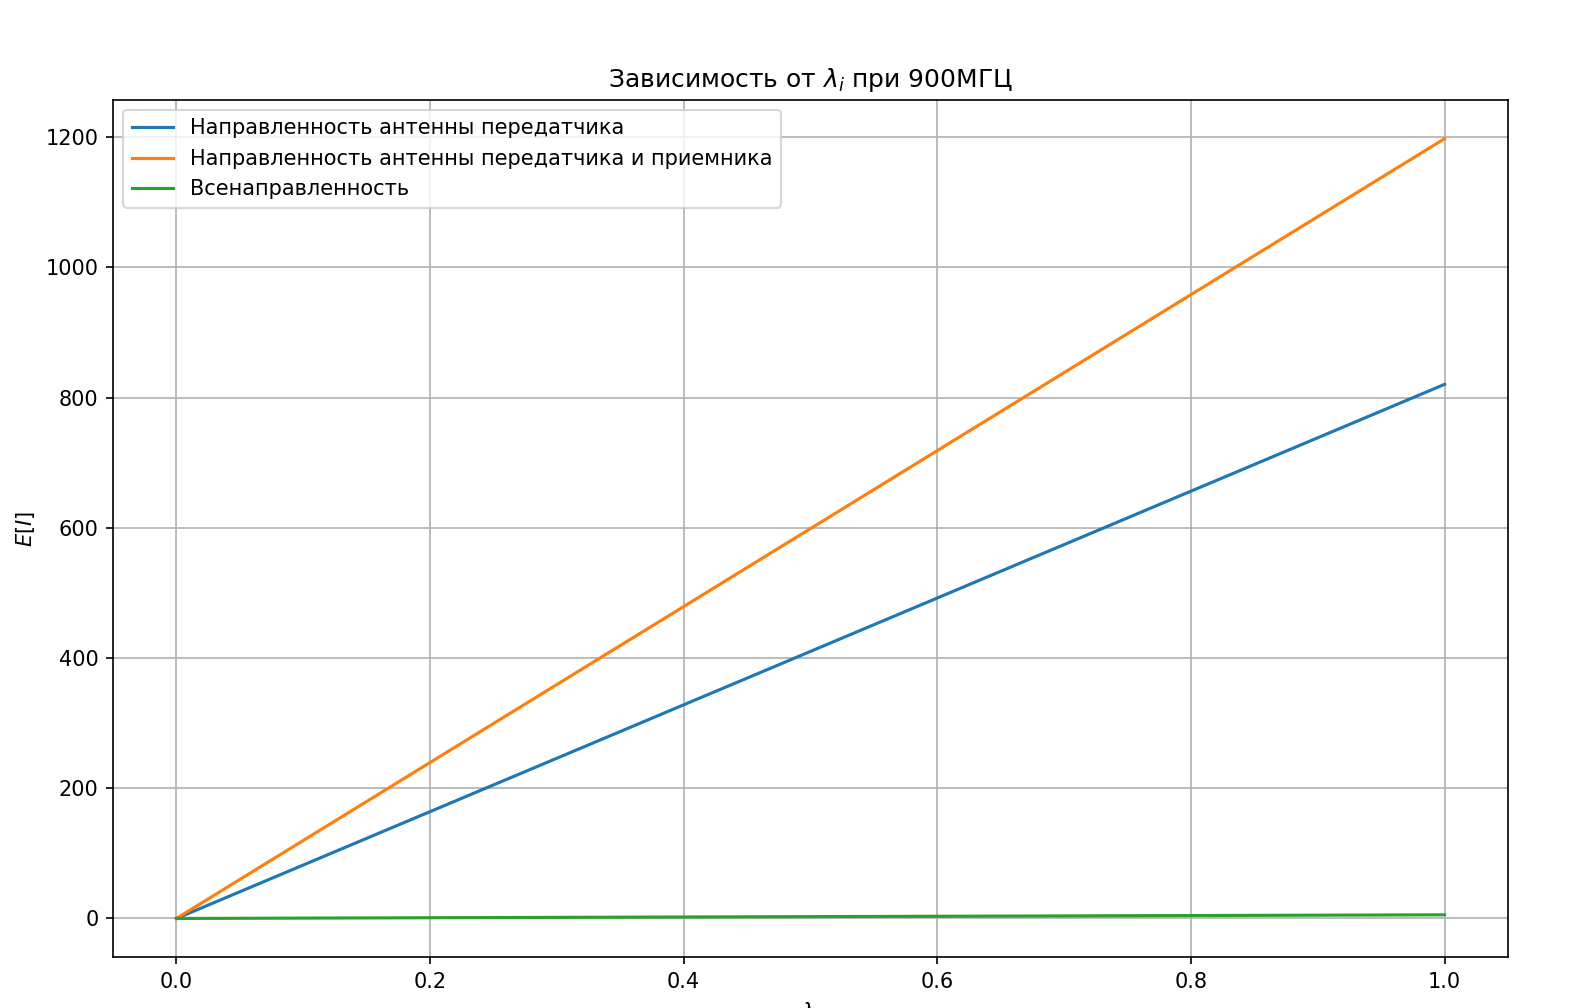 Зависимость от λi при 900МГЦ
Направленность антенны передатчика
Направленность антенны передатчика и приемника
Всенаправленность
1200
1000
800
600
400
200
0
E[I]
0.0 0.2 0.4 0.6 0.8 1.0